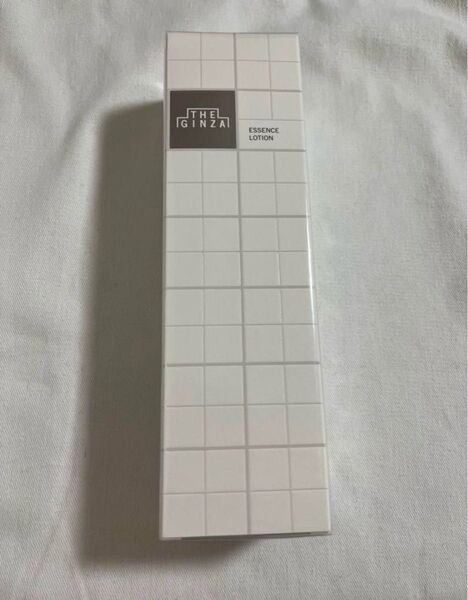 THE
GINZA
ESSENCE
LOTION